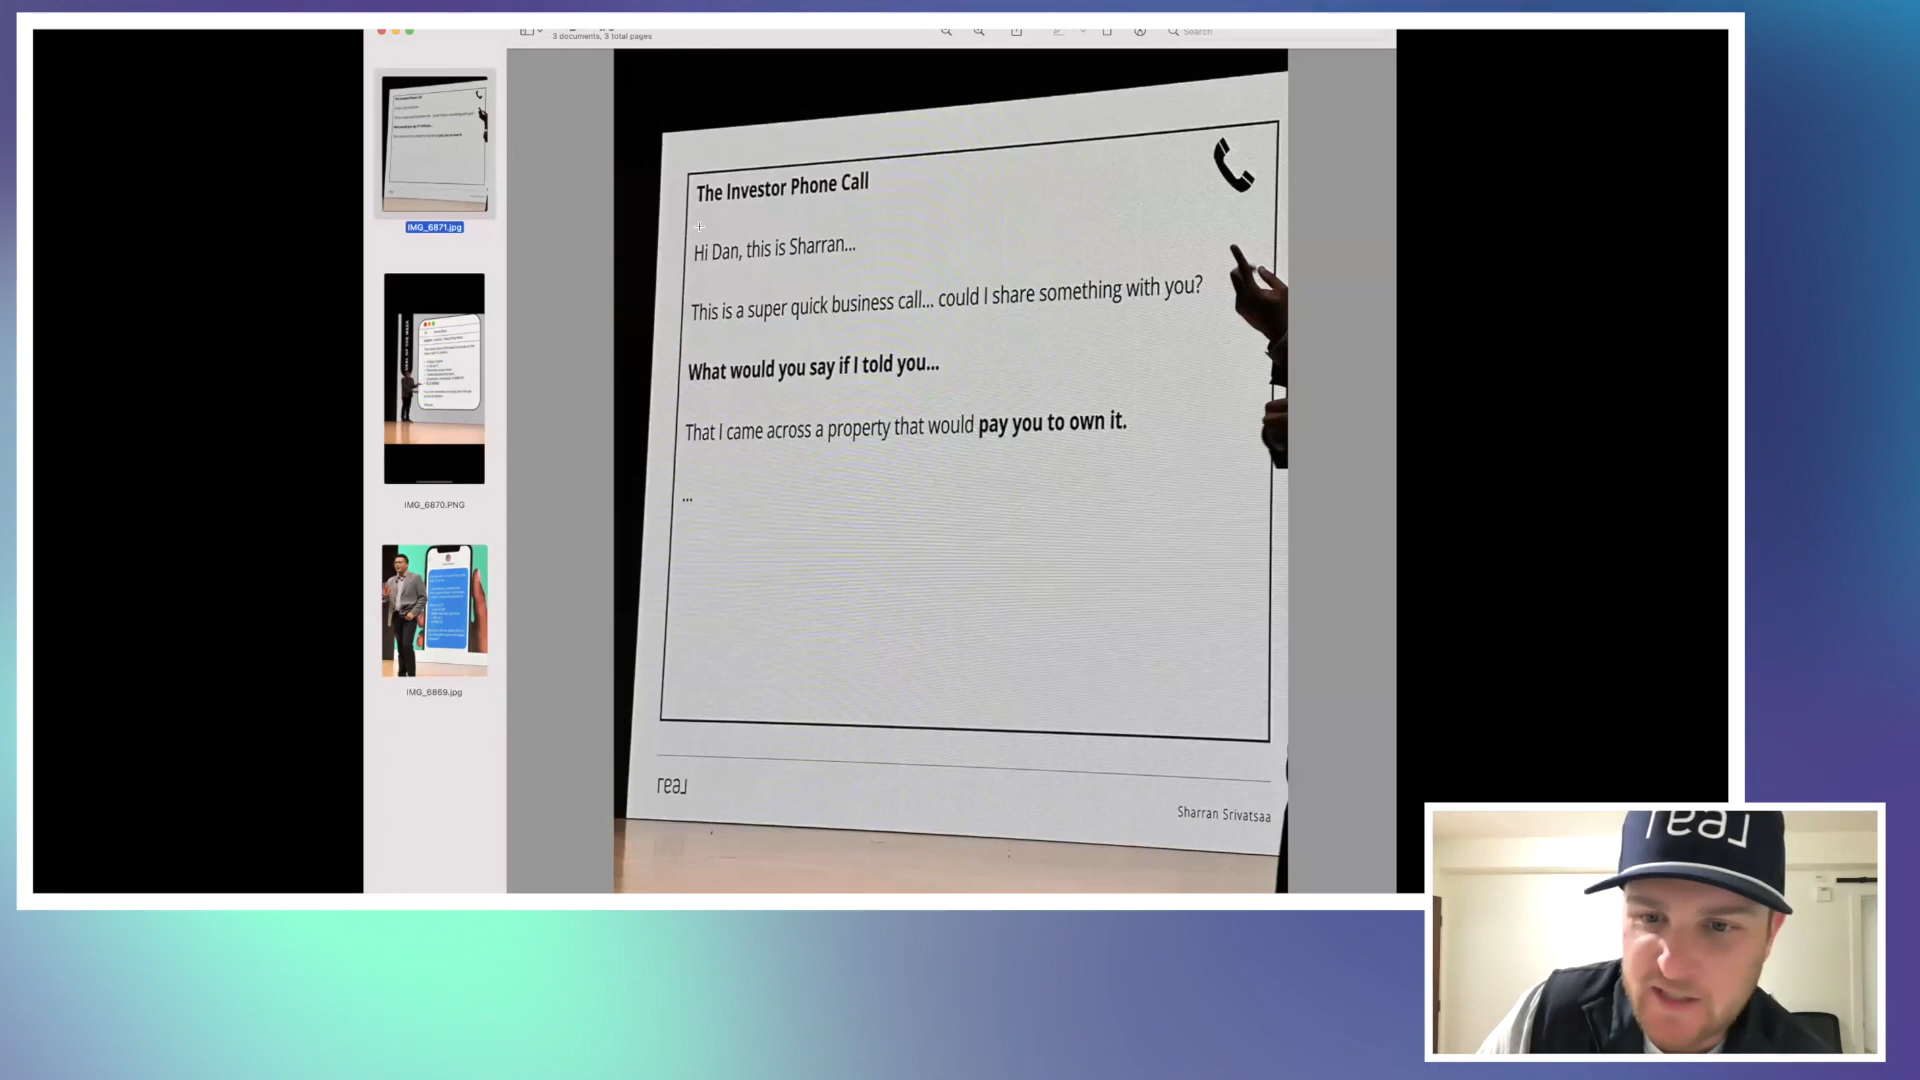 3 documents, 3 total pages
Search
The Investor Phone Call
Hi Dan, this is Sharran...
This is a super quick business call... could I share something with you?
What would you say if I told you...
That I came across a property that would pay you to own it.
...
real
Sharran Srivatsaa
IMG_6871.jpg
IMG_6870.PNG
IMG_6869.jpg
real